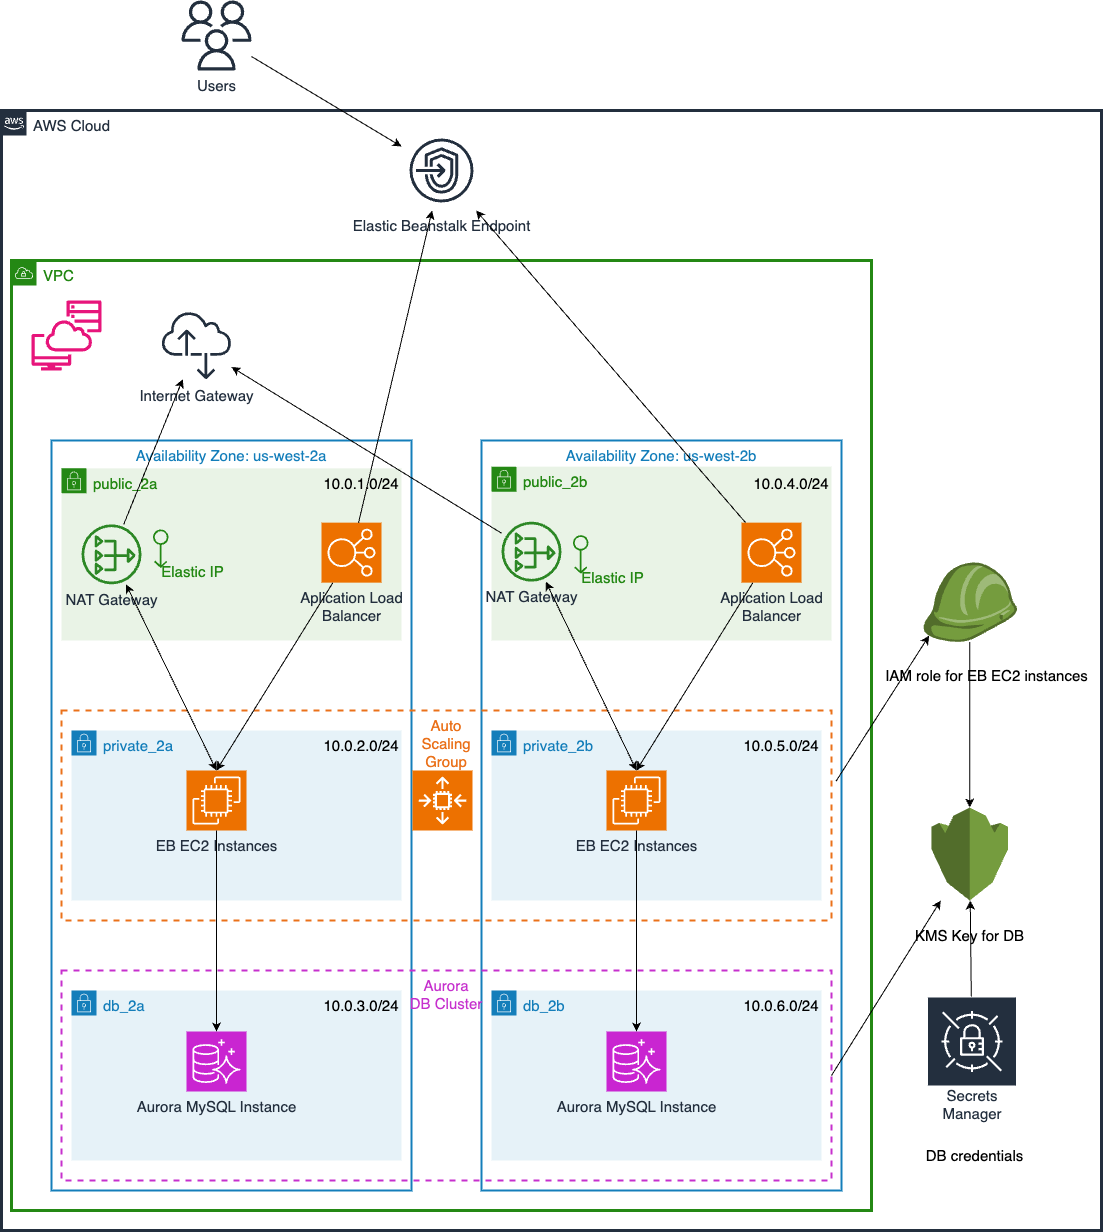 Users
aws
AWS Cloud
Elastic Beanstalk Endpoint
VPC
Internet Gateway
Availability Zone: us-west-2a
Availability Zone: us-west-2b
public_2a
10.0.1.0/24
public_2b
10.0.4.0/24
Elastic IP
Elastic IP
NAT Gateway
Aplication Load
Balancer
NAT Gateway
Aplication Load
Balancer
IAM role for EB EC2 instances
Auto
Scaling
Group
private_2a
10.0.2.0/24
private_2b
10.0.5.0/24
EB EC2 Instances
EB EC2 Instances
KMS Key for DB
Aurora
DB Cluster
db_2a
10.0.3.0/24
db_2b
10.0.6.0/24
Aurora MySQL Instance
Aurora MySQL Instance
Secrets
Manager
DB credentials